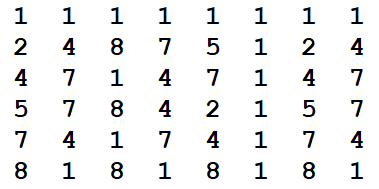 1 1 1 1 1 1 1 1
2 4 8 7 5 1 2 4
4 7 1 4 7 1 4 7
5 7 8 4 2 1 5 7
7 4 1 7 4 1 7 4
8 1 8 1 8 1 8 1